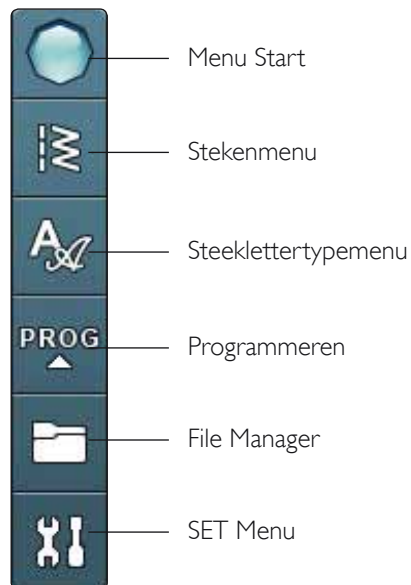 Menu Start
Stekenmenu
A A
Steeklettertypemenu
PROG
Programmeren
File Manager
SET Menu